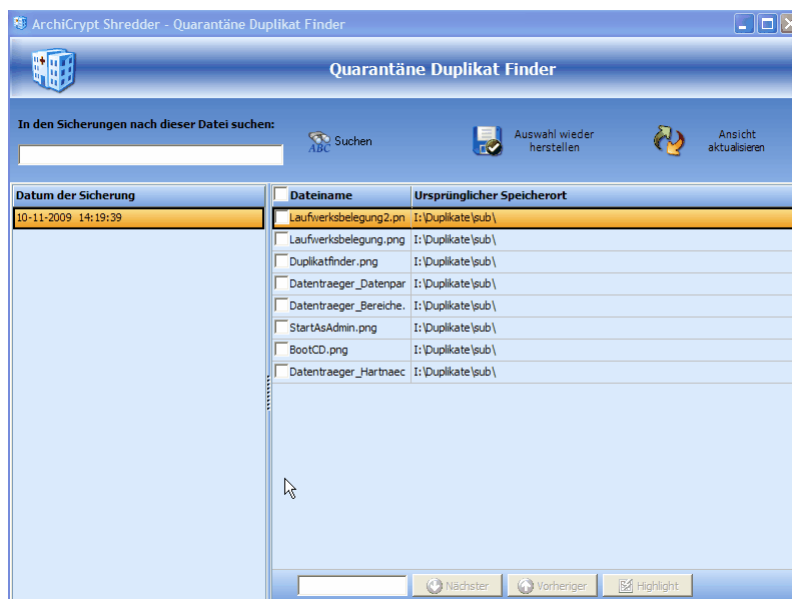 ArchiCrypt Shredder - Quarantäne Duplikat Finder
Quarantäne Duplikat Finder
In den Sicherungen nach dieser Datei suchen:
ABC
Suchen
Auswahl wieder herstellen
Ansicht aktualisieren
Datum der Sicherung
Dateiname Ursprünglicher Speicherort
10-11-2009 14:19:39
Laufwerksbelegung2.pn I:\Duplikate\sub\
Laufwerksbelegung.png I:\Duplikate\sub\
Duplikatfinder.png I:\Duplikate\sub\
Datentraeger_Datenpar I:\Duplikate\sub\
Datentraeger_Bereiche. I:\Duplikate\sub\
StartAsAdmin.png I:\Duplikate\sub\
BootCD.png I:\Duplikate\sub\
Datentraeger_Hartnaec I:\Duplikate\sub\
Nächster Vorheriger Highlight